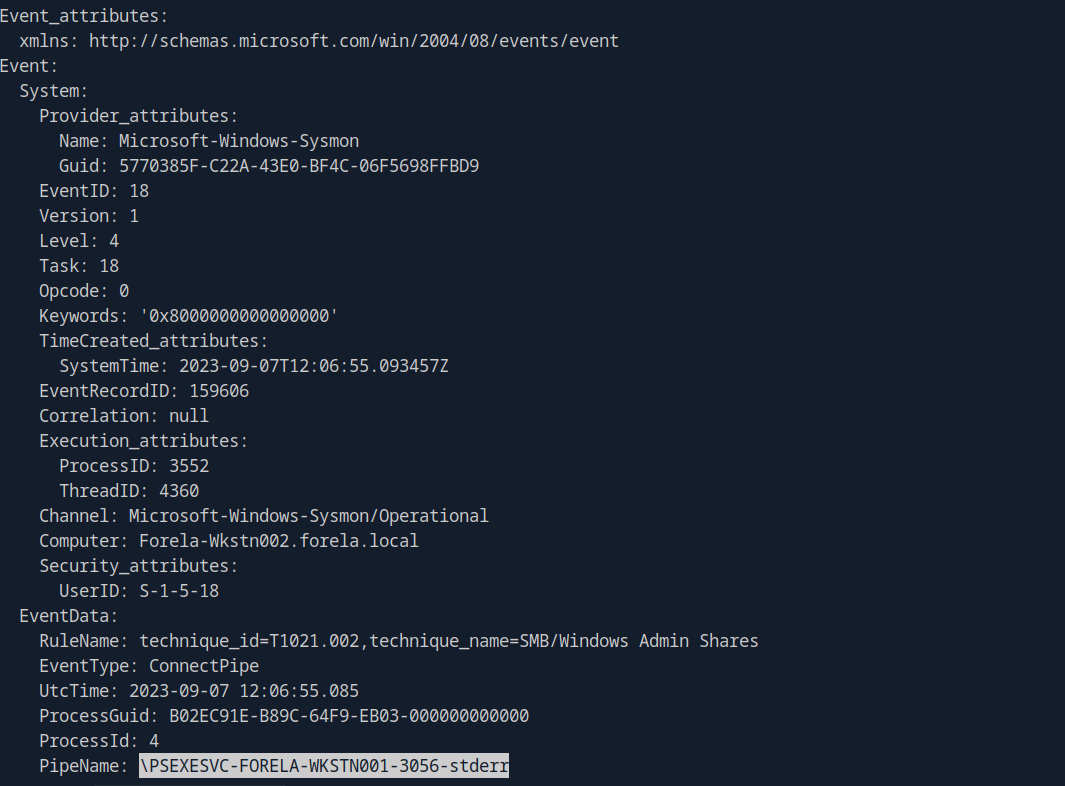 Event_attributes:
  xmlns: http://schemas.microsoft.com/win/2004/08/events/event
Event:
  System:
    Provider_attributes:
      Name: Microsoft-Windows-Sysmon
      Guid: 5770385F-C22A-43E0-BF4C-06F5698FFBD9
    EventID: 18
    Version: 1
    Level: 4
    Task: 18
    Opcode: 0
    Keywords: '0x8000000000000000'
    TimeCreated_attributes:
      SystemTime: 2023-09-07T12:06:55.093457Z
    EventRecordID: 159606
    Correlation: null
    Execution_attributes:
      ProcessID: 3552
      ThreadID: 4360
    Channel: Microsoft-Windows-Sysmon/Operational
    Computer: Forela-Wkstn002.forela.local
    Security_attributes:
      UserID: S-1-5-18
  EventData:
    RuleName: technique_id=T1021.002,technique_name=SMB/Windows Admin Shares
    EventType: ConnectPipe
    UtcTime: 2023-09-07 12:06:55.085
    ProcessGuid: B02EC91E-B89C-64F9-EB03-000000000000
    ProcessId: 4
    PipeName: \PSEXESVC-FORELA-WKSTN001-3056-stderr